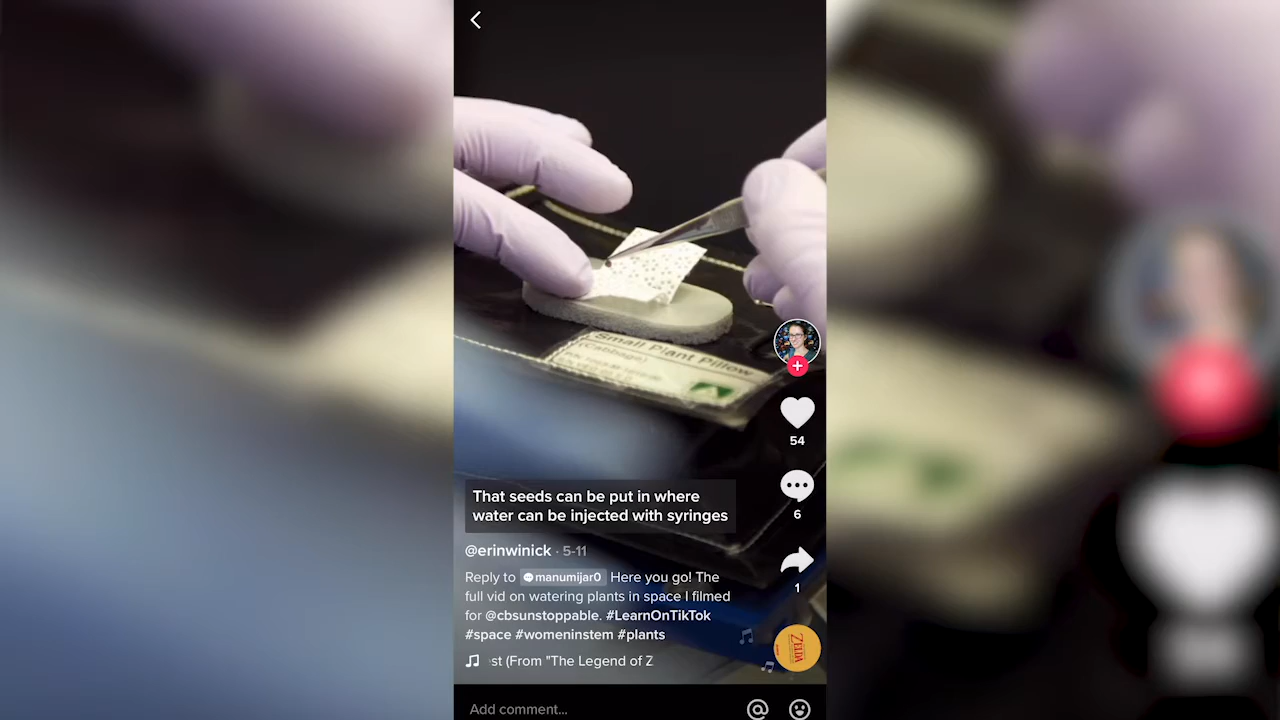 Small Plant Pillow
(Cabbage)
54
6
1
That seeds can be put in where
water can be injected with syringes
@erinwinick · 5-11
Reply to manumijar0 Here you go! The
full vid on watering plants in space I filmed
for @cbsunstoppable. #LearnOnTikTok
#space #womeninstem #plants
st (From "The Legend of Z
ZELDA
Add comment...